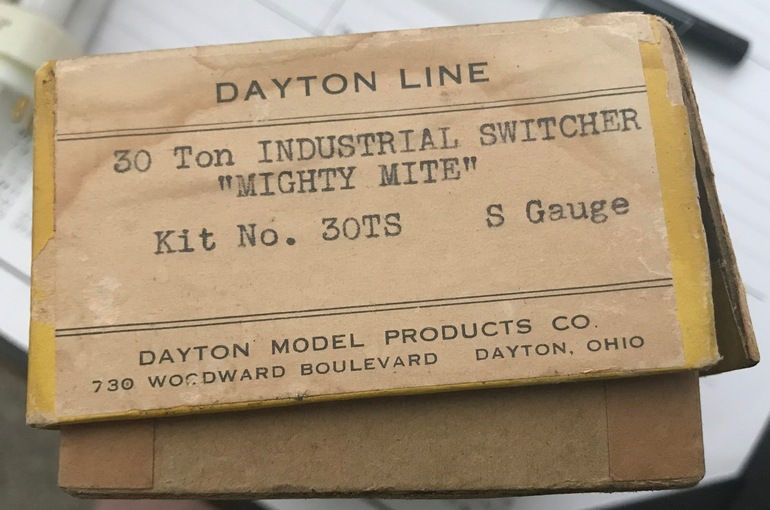 DAYTON LINE
30 Ton INDUSTRIAL SWITCHER
"MIGHTY MITE"
Kit No. 30TS S Gauge
DAYTON MODEL PRODUCTS CO.
730 WOODWARD BOULEVARD DAYTON, OHIO